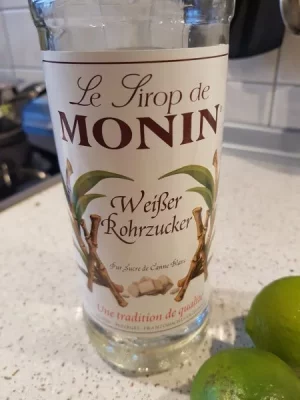 Le Sirop de
MONIN
Weißer
Rohrzucker
Pur Sucre de Canne Blanc
Une tradition de qualité